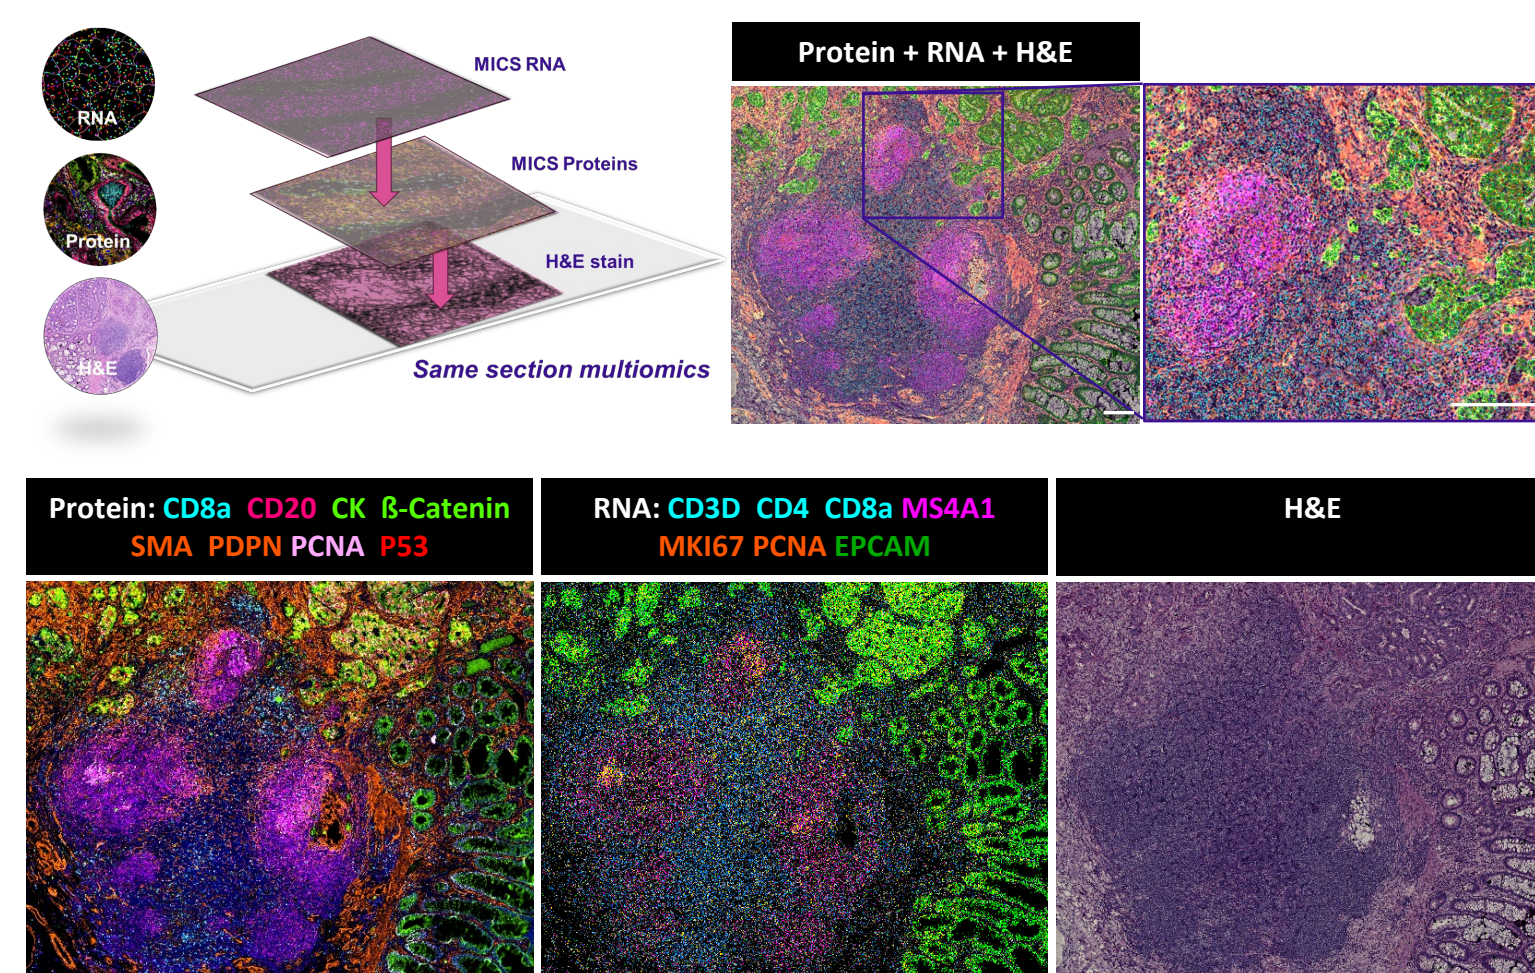 RNA
Protein
H&E
MICS RNA
MICS Proteins
H&E stain
Same section multiomics
Protein + RNA + H&E
Protein: CD8a CD20 CK ß-Catenin
SMA PDPN PCNA P53
RNA: CD3D CD4 CD8a MS4A1
MKI67 PCNA EPCAM
H&E